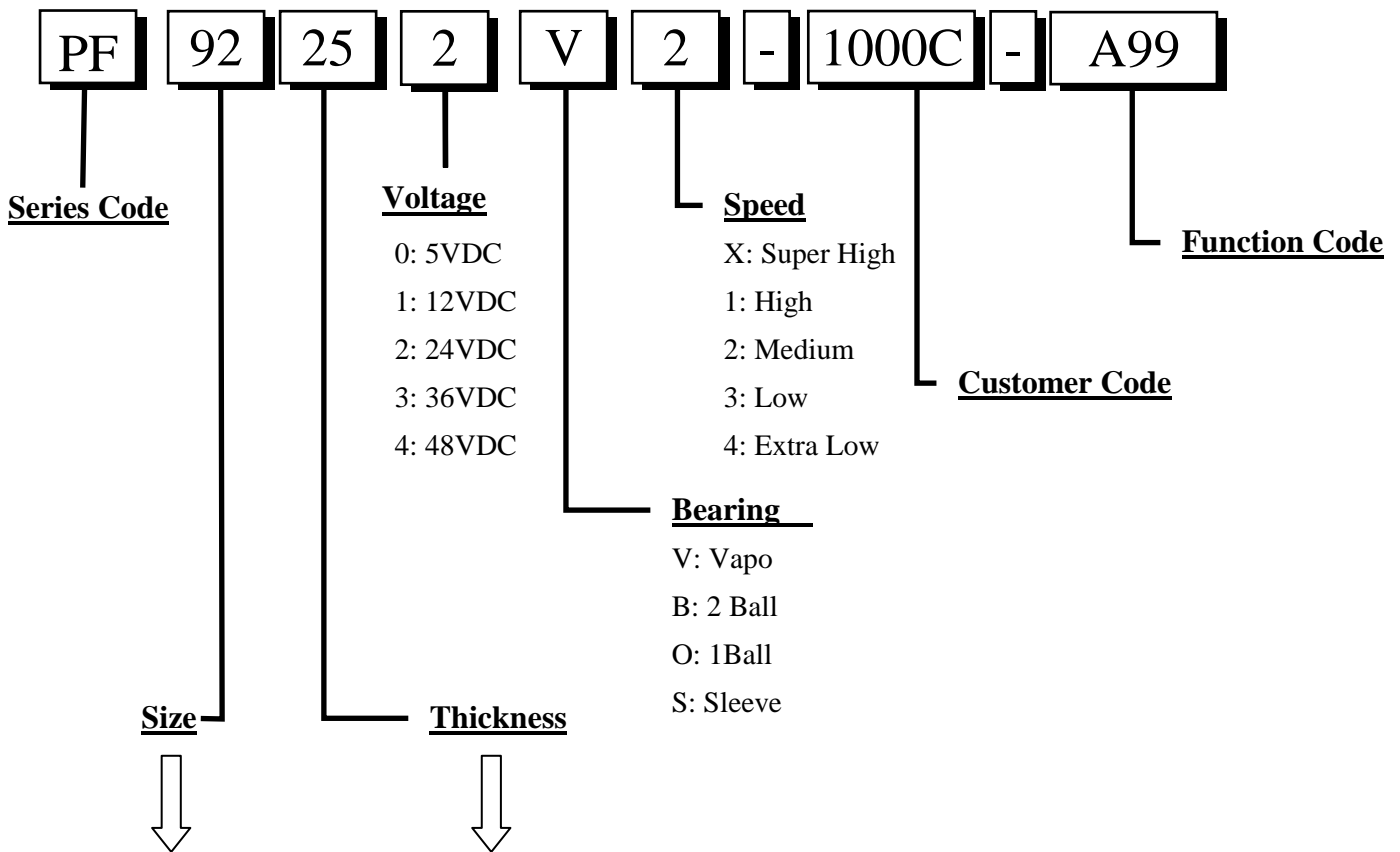 PF 92 25 2 V 2 - 1000C - A99
Series Code
Voltage
0: 5VDC
1: 12VDC
2: 24VDC
3: 36VDC
4: 48VDC
Speed
X: Super High
1: High
2: Medium
3: Low
4: Extra Low
Function Code
Customer Code
Bearing
V: Vapo
B: 2 Ball
O: 1Ball
S: Sleeve
Size
Thickness